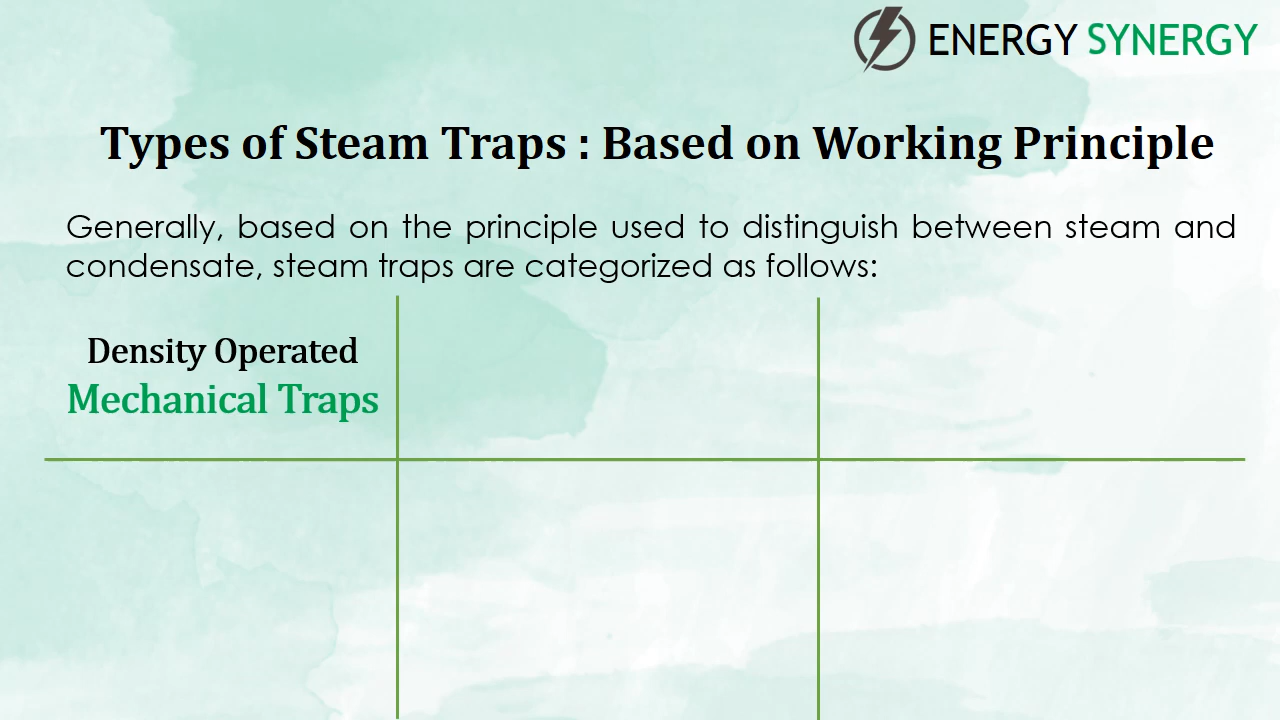 ENERGY SYNERGY
Types of Steam Traps : Based on Working Principle
Generally, based on the principle used to distinguish between steam and
condensate, steam traps are categorized as follows:
Density Operated
Mechanical Traps